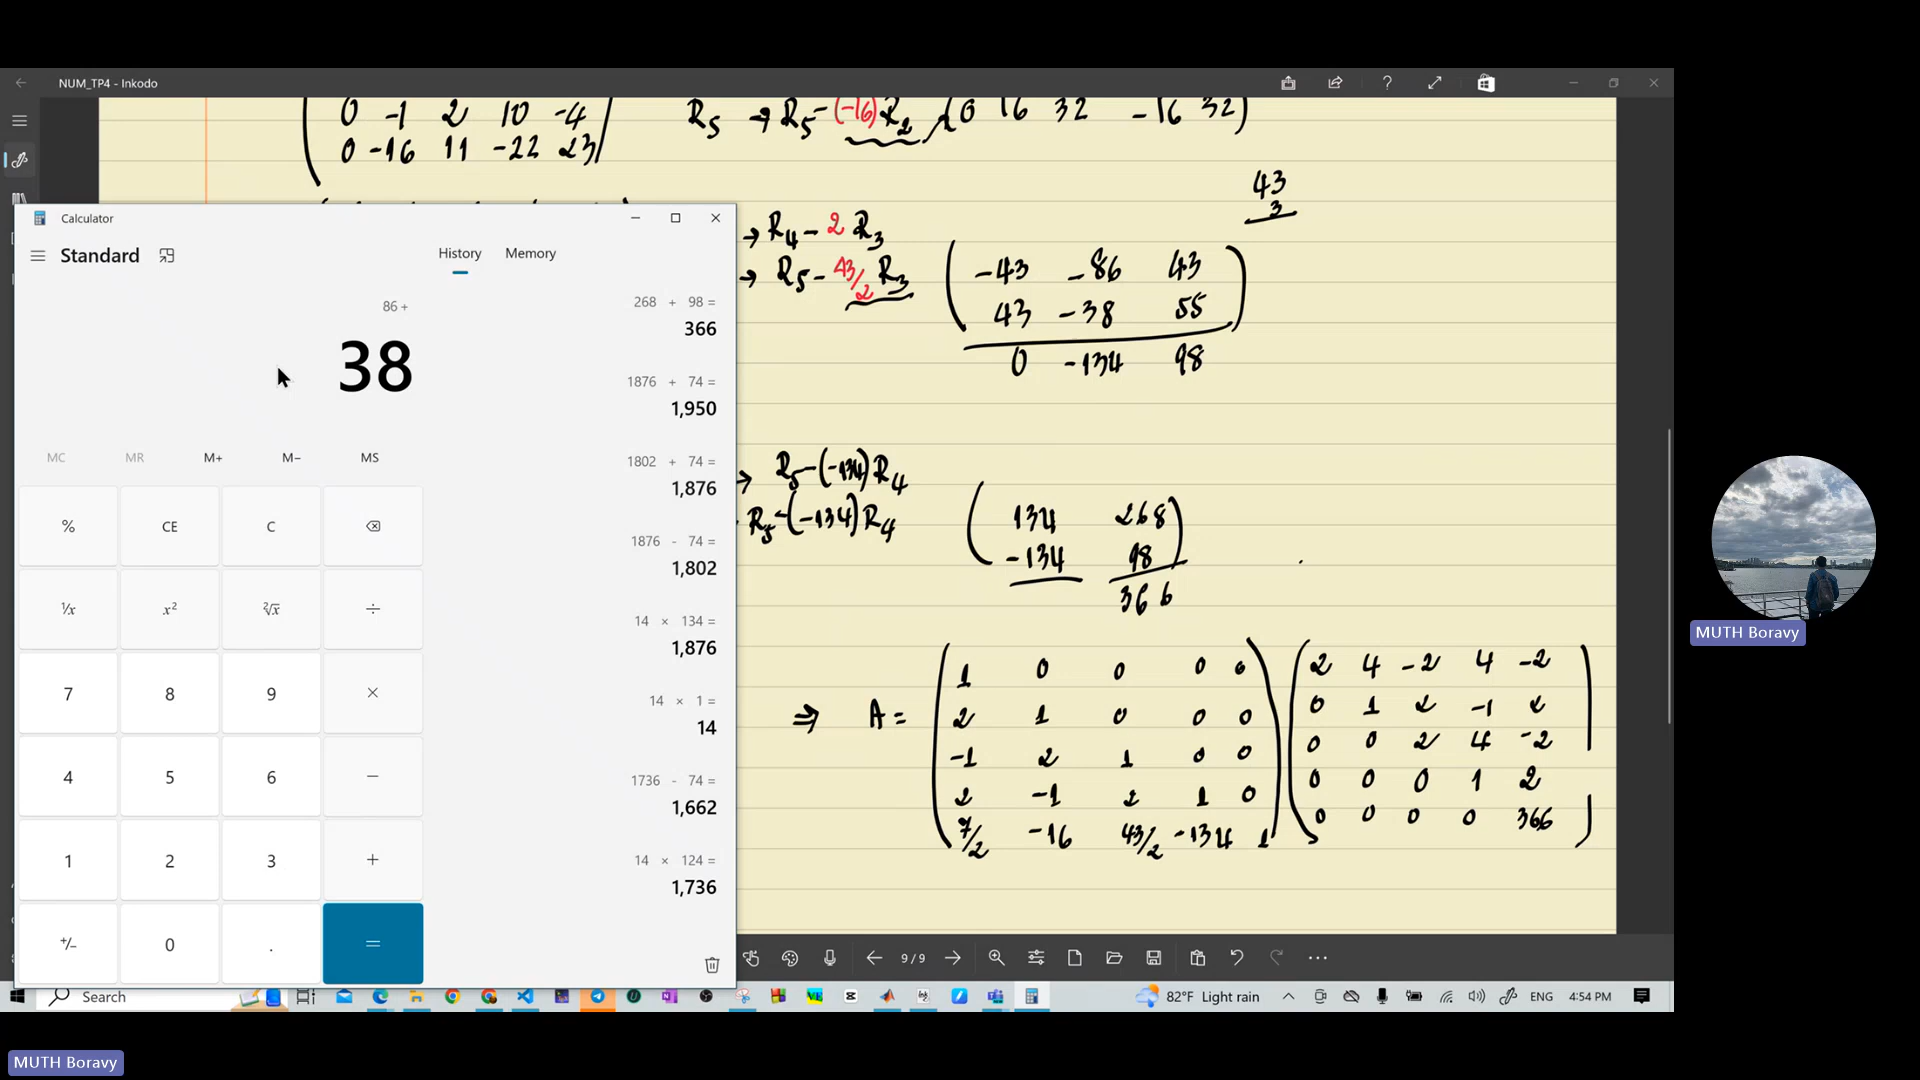 NUM_TP4 - Inkodo
0 -1 2 10 -4
0 -16 11 -22 23
R5 → R5 - (-16) R2
0 16 32 -16 32
43
3
→ R4 - 2 R3
→ R5 - 43/2 R3
-43 -86 43
43 -38 55
0 -134 98
→ R5 - (-134) R4
R5 - (-134) R4
134 268
-134 98
366
⇒ A =
1 0 0 0 0
2 1 0 0 0
-1 2 1 0 0
2 -1 2 1 0
7/2 -16 43/2 -134 1
2 4 -2 4 -2
0 1 2 -1 2
0 0 2 4 -2
0 0 0 1 2
0 0 0 0 366
Calculator
Standard
History Memory
86 +
38
MC MR M+ M− MS
% CE C
1/x x² ²√x ÷
7 8 9 ×
4 5 6 −
1 2 3 +
+/− 0 . =
268 + 98 =
366
1876 + 74 =
1,950
1802 + 74 =
1,876
1876 - 74 =
1,802
14 × 134 =
1,876
14 × 1 =
14
1736 - 74 =
1,662
14 × 124 =
1,736
9 / 9
Search
82°F Light rain
ENG
4:54 PM
MUTH Boravy
MUTH Boravy